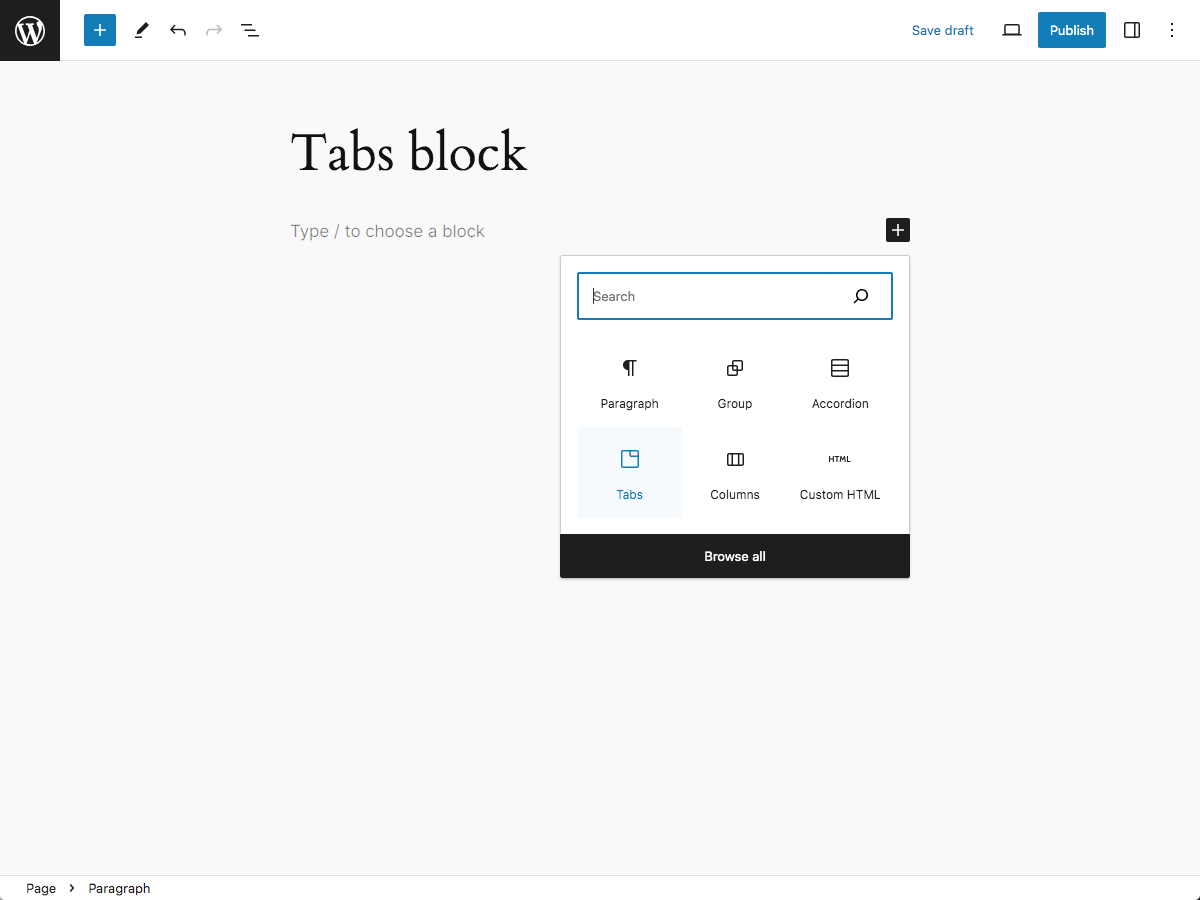 Save draft
Publish
Tabs block
Type / to choose a block
Search
Paragraph Group Accordion
HTML
Tabs Columns Custom HTML
Browse all
Page Paragraph